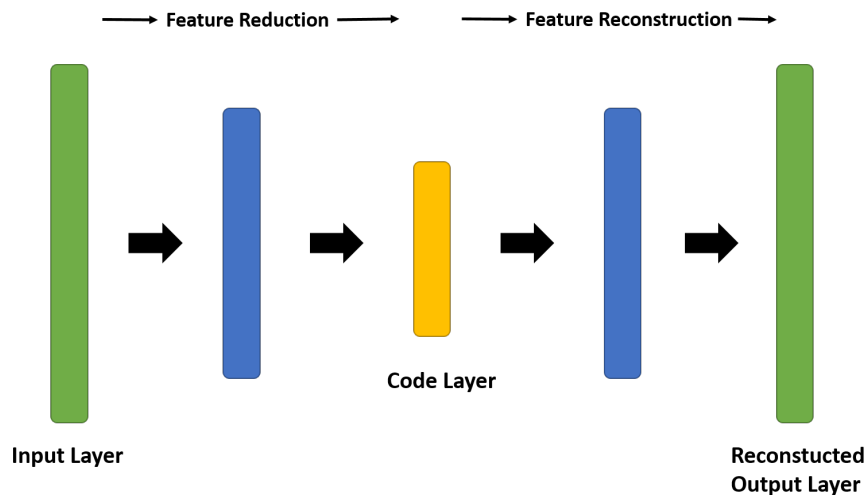 Feature Reduction
Feature Reconstruction
Code Layer
Input Layer
Reconstucted
Output Layer